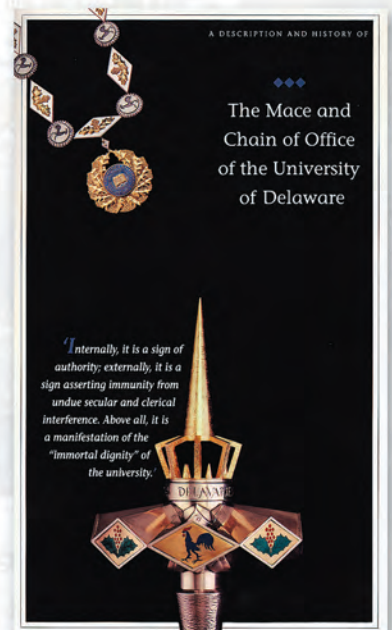 A DESCRIPTION AND HISTORY OF
The Mace and
Chain of Office
of the University
of Delaware
'Internally, it is a sign of
authority; externally, it is a
sign asserting immunity from
undue secular and clerical
interference. Above all, it is
a manifestation of the
"immortal dignity" of
the university.'
DELAWARE